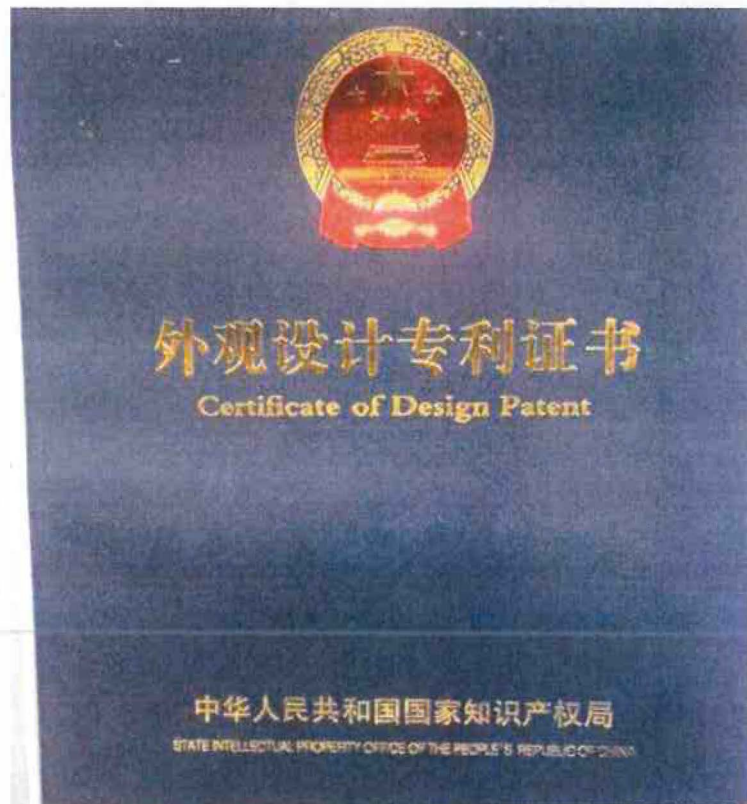 外观设计专利证书
Certificate of Design Patent
中华人民共和国国家知识产权局
STATE INTELLECTUAL PROPERTY OFFICE OF THE PEOPLE'S REPUBLIC OF CHINA